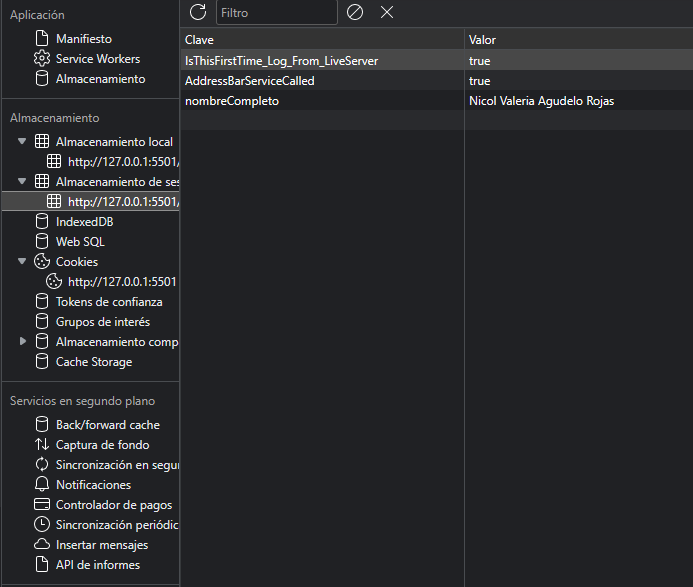 Aplicación
Manifiesto
Service Workers
Almacenamiento
Almacenamiento
Almacenamiento local
http://127.0.0.1:5501/
Almacenamiento de ses
http://127.0.0.1:5501/
IndexedDB
Web SQL
Cookies
http://127.0.0.1:5501
Tokens de confianza
Grupos de interés
Almacenamiento comp
Cache Storage
Servicios en segundo plano
Back/forward cache
Captura de fondo
Sincronización en segur
Notificaciones
Controlador de pagos
Sincronización periódic
Insertar mensajes
API de informes
Filtro
Clave Valor
IsThisFirstTime_Log_From_LiveServer true
AddressBarServiceCalled true
nombreCompleto Nicol Valeria Agudelo Rojas